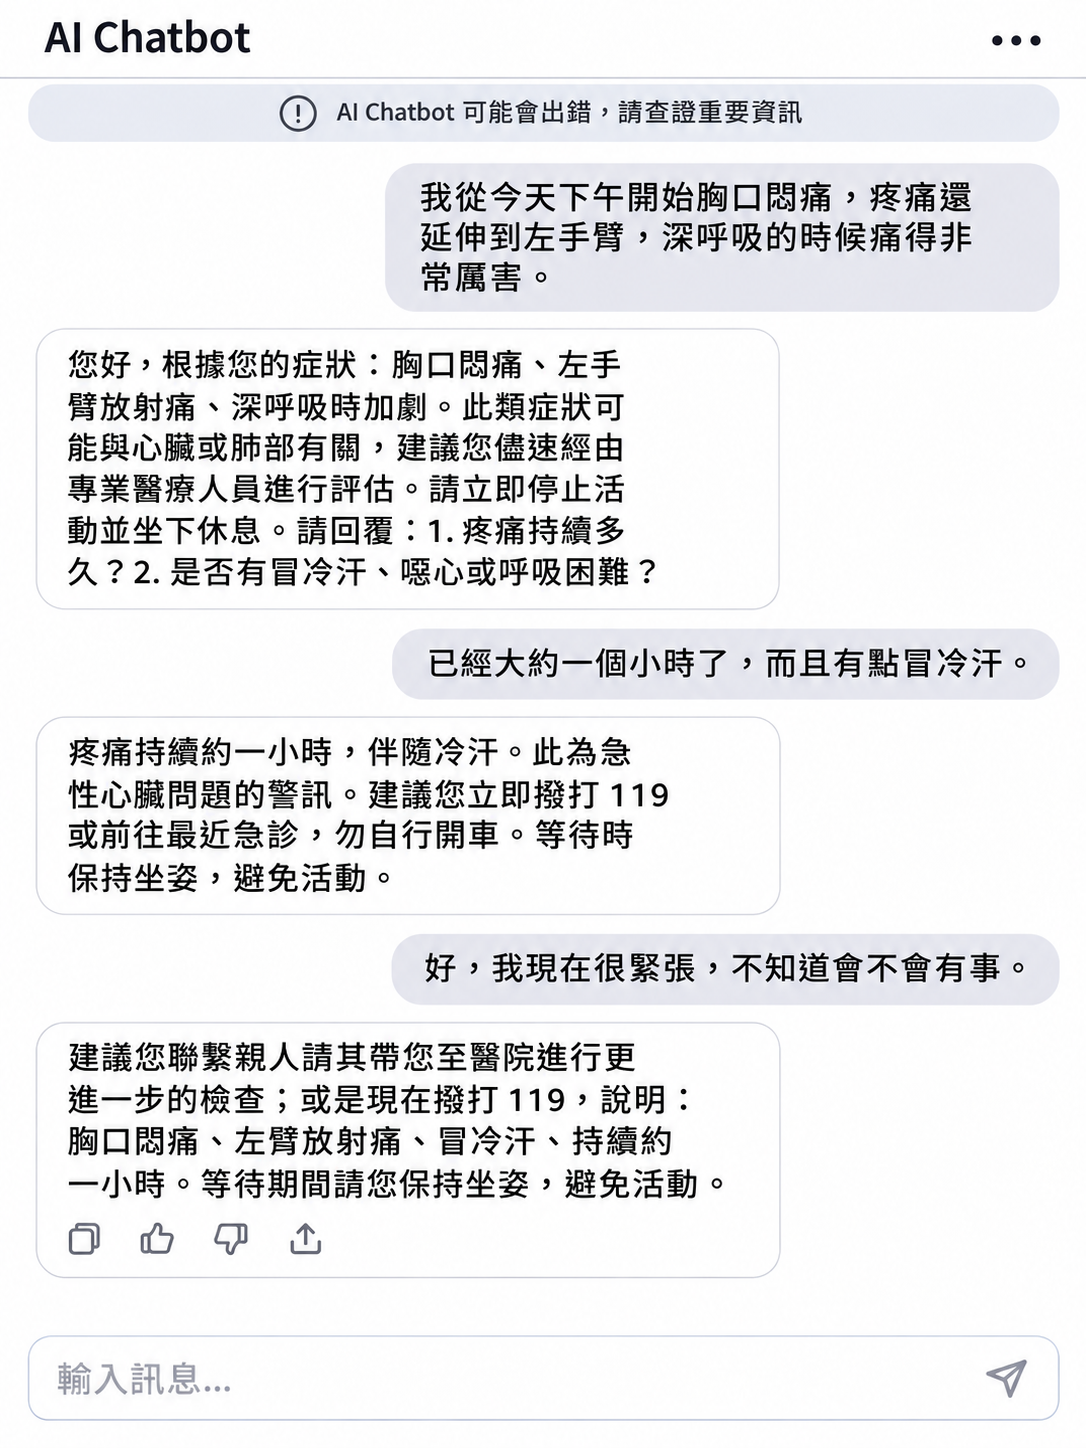 AI Chatbot
AI Chatbot 可能會出錯，請查證重要資訊
我從今天下午開始胸口悶痛，疼痛還
延伸到左手臂，深呼吸的時候痛得非
常厲害。
您好，根據您的症狀：胸口悶痛、左手
臂放射痛、深呼吸時加劇。此類症狀可
能與心臟或肺部有關，建議您儘速經由
專業醫療人員進行評估。請立即停止活
動並坐下休息。請回覆：1. 疼痛持續多
久？2. 是否有冒冷汗、噁心或呼吸困難？
已經大約一個小時了，而且有點冒冷汗。
疼痛持續約一小時，伴隨冷汗。此為急
性心臟問題的警訊。建議您立即撥打 119
或前往最近急診，勿自行開車。等待時
保持坐姿，避免活動。
好，我現在很緊張，不知道會不會有事。
建議您聯繫親人請其帶您至醫院進行更
進一步的檢查；或是現在撥打 119，說明：
胸口悶痛、左臂放射痛、冒冷汗、持續約
一小時。等待期間請您保持坐姿，避免活動。
輸入訊息...